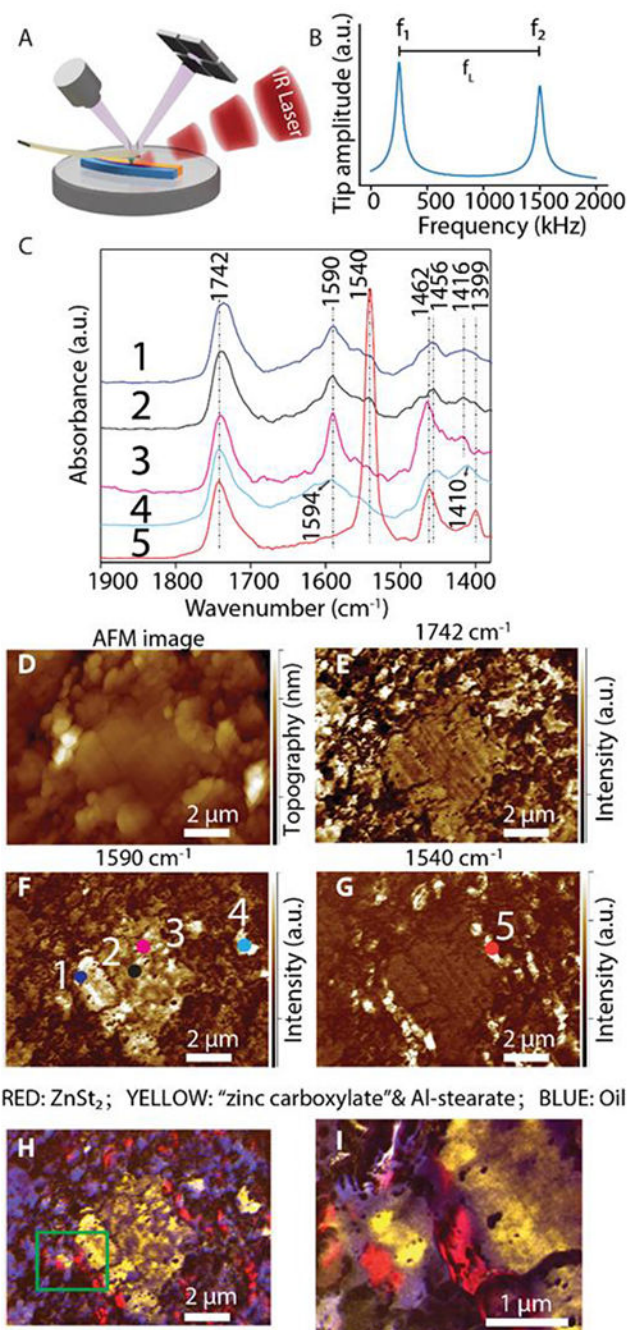 A
IR Laser
B
f₁
f₂
f_L
Tip amplitude (a.u.)
0
500
1000
1500
2000
Frequency (kHz)
C
1742
1590
1540
1462
1456
1416
1399
Absorbance (a.u.)
1
2
3
4
5
1594
1410
1900
1800
1700
1600
1500
1400
Wavenumber (cm⁻¹)
AFM image
1742 cm⁻¹
D
2 µm
Topography (nm)
E
2 µm
Intensity (a.u.)
1590 cm⁻¹
1540 cm⁻¹
F
1
2
3
4
2 µm
Intensity (a.u.)
G
5
2 µm
Intensity (a.u.)
RED: ZnSt₂; YELLOW: "zinc carboxylate"& Al-stearate; BLUE: Oil
H
2 µm
I
1 µm